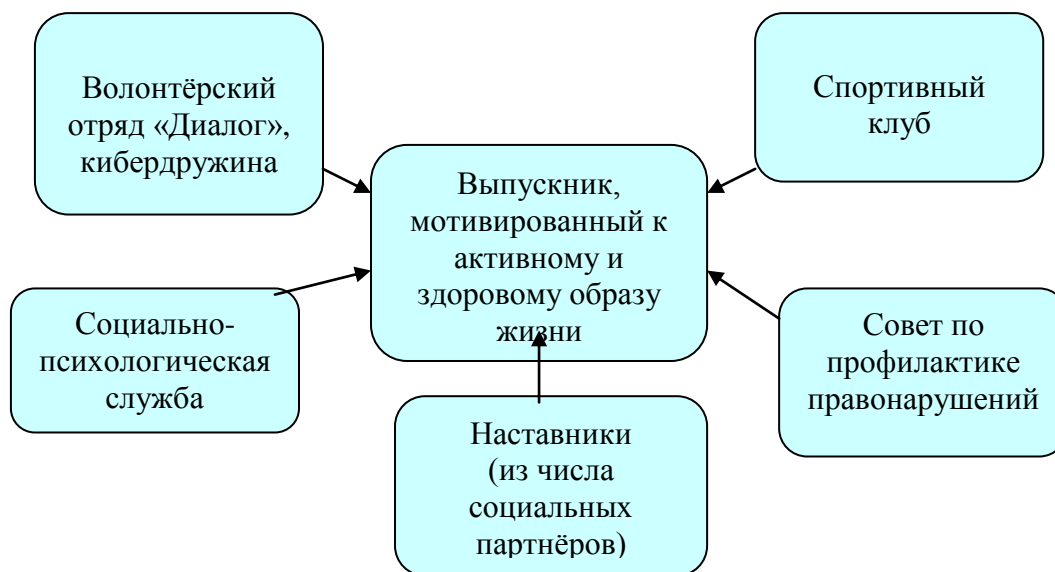 Волонтёрский
отряд «Диалог»,
кибердружина
Спортивный
клуб
Выпускник,
мотивированный к
активному и
здоровому образу
жизни
Социально-
психологическая
служба
Совет по
профилактике
правонарушений
Наставники
(из числа
социальных
партнёров)